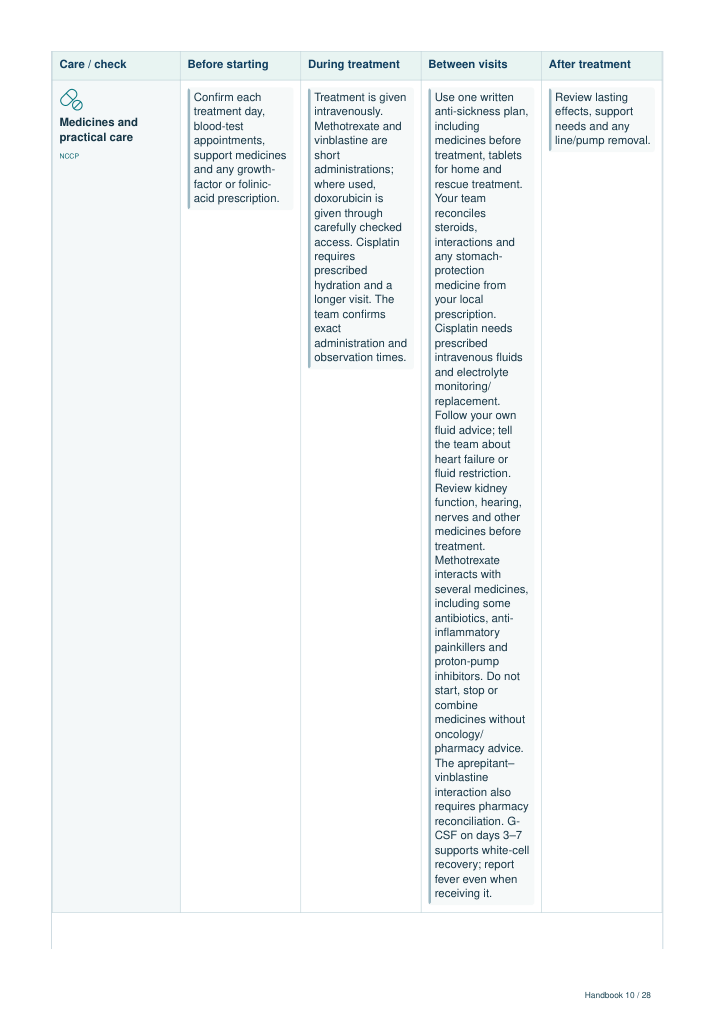 Care / check
Before starting
During treatment
Between visits
After treatment
Medicines and
practical care
NCCP
Confirm each
treatment day,
blood-test
appointments,
support medicines
and any growth-
factor or folinic-
acid prescription.
Treatment is given
intravenously.
Methotrexate and
vinblastine are
short
administrations;
where used,
doxorubicin is
given through
carefully checked
access. Cisplatin
requires
prescribed
hydration and a
longer visit. The
team confirms
exact
administration and
observation times.
Use one written
anti-sickness plan,
including
medicines before
treatment, tablets
for home and
rescue treatment.
Your team
reconciles
steroids,
interactions and
any stomach-
protection
medicine from
your local
prescription.
Cisplatin needs
prescribed
intravenous fluids
and electrolyte
monitoring/
replacement.
Follow your own
fluid advice; tell
the team about
heart failure or
fluid restriction.
Review kidney
function, hearing,
nerves and other
medicines before
treatment.
Methotrexate
interacts with
several medicines,
including some
antibiotics, anti-
inflammatory
painkillers and
proton-pump
inhibitors. Do not
start, stop or
combine
medicines without
oncology/
pharmacy advice.
The aprepitant–
vinblastine
interaction also
requires pharmacy
reconciliation. G-
CSF on days 3–7
supports white-cell
recovery; report
fever even when
receiving it.
Review lasting
effects, support
needs and any
line/pump removal.
Handbook 10 / 28